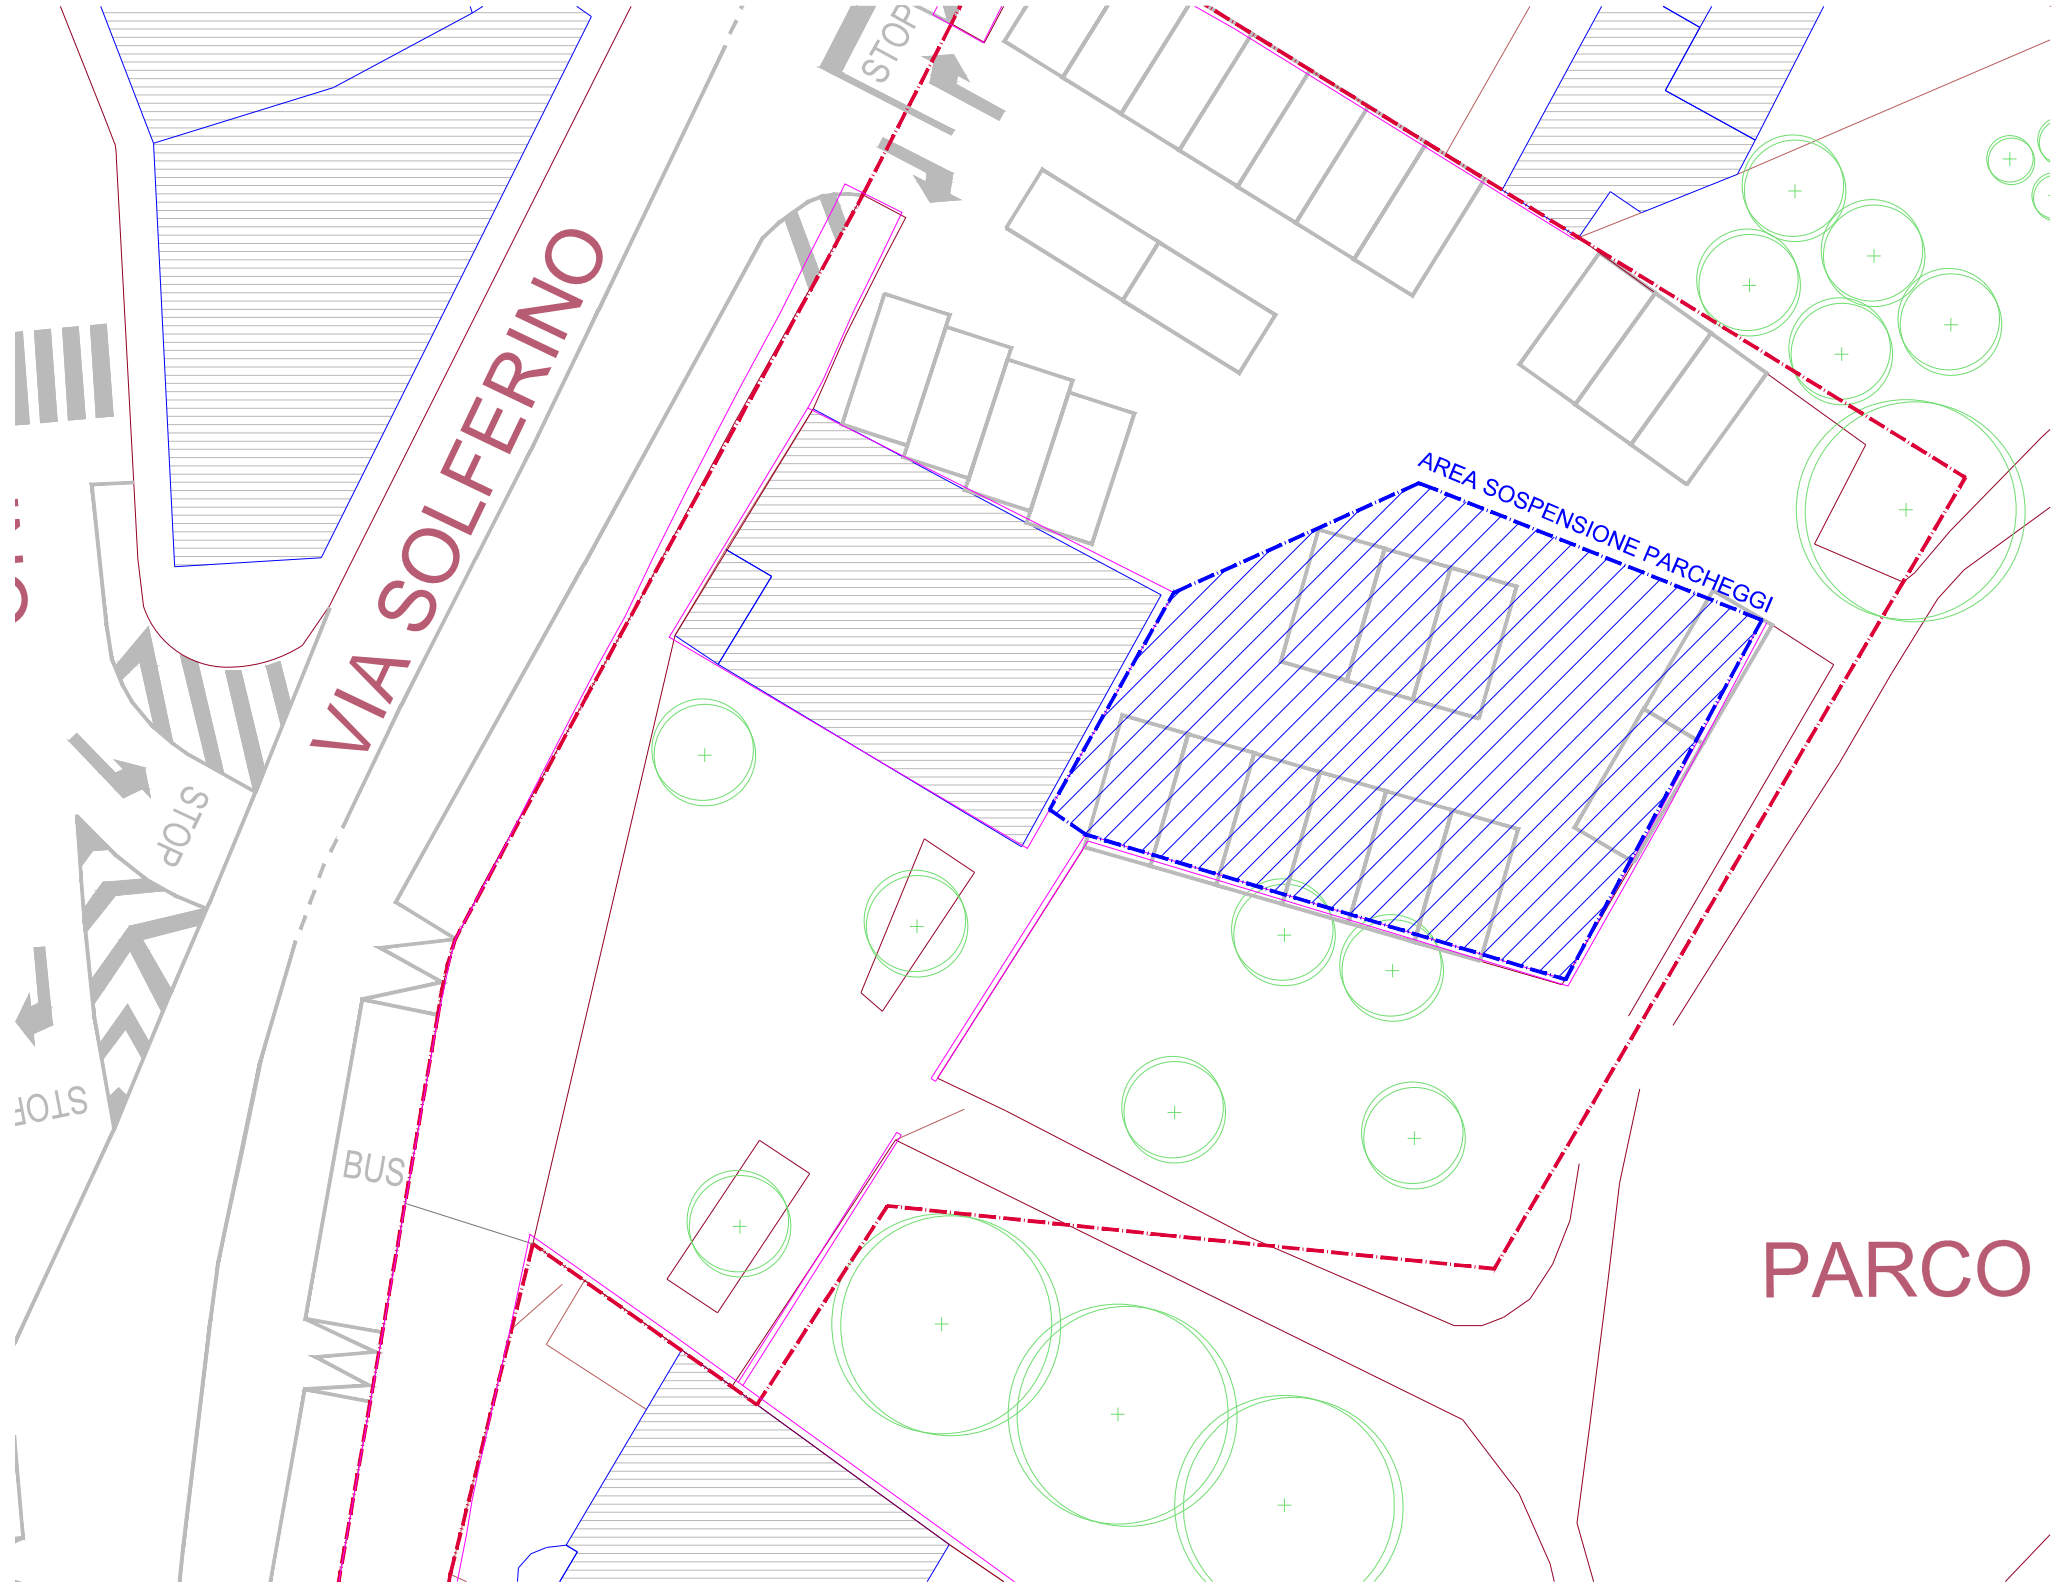 STOP
VIA SOLFERINO
AREA SOSPENSIONE PARCHEGGI
STOP
STOP
BUS
PARCO